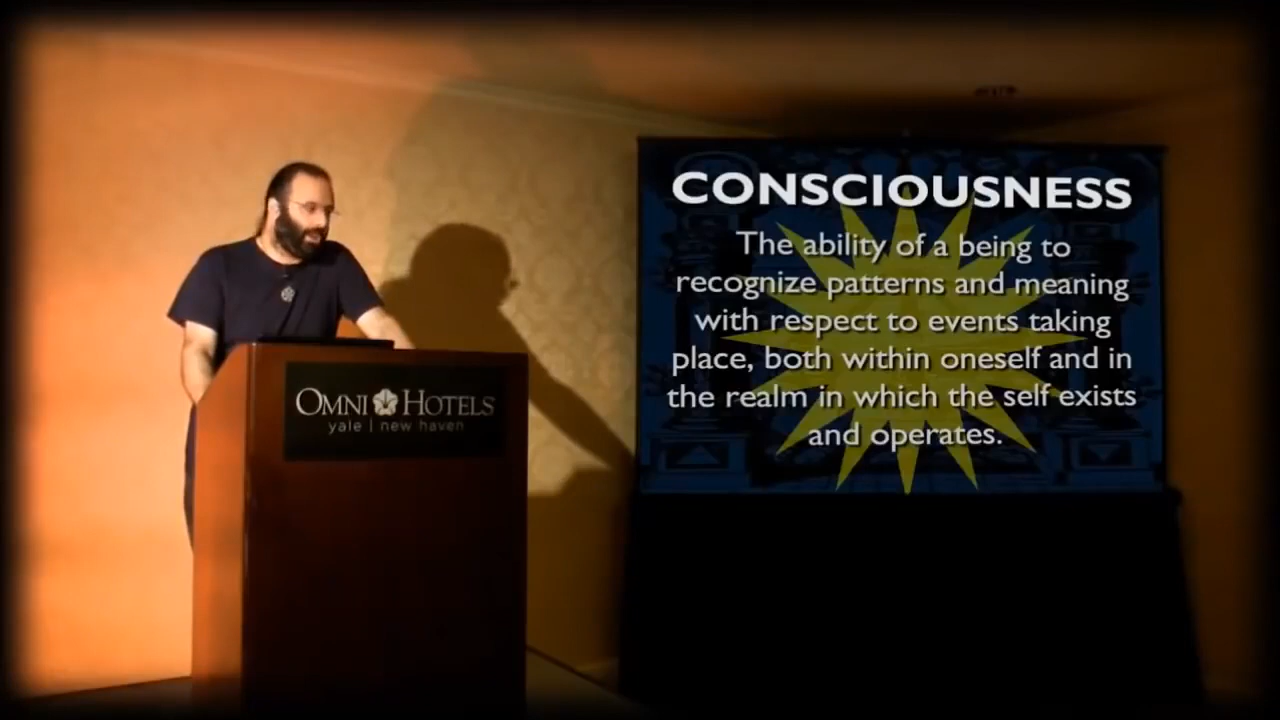 CONSCIOUSNESS
The ability of a being to
recognize patterns and meaning
with respect to events taking
place, both within oneself and in
the realm in which the self exists
and operates.
OMNI HOTELS
yale | new haven